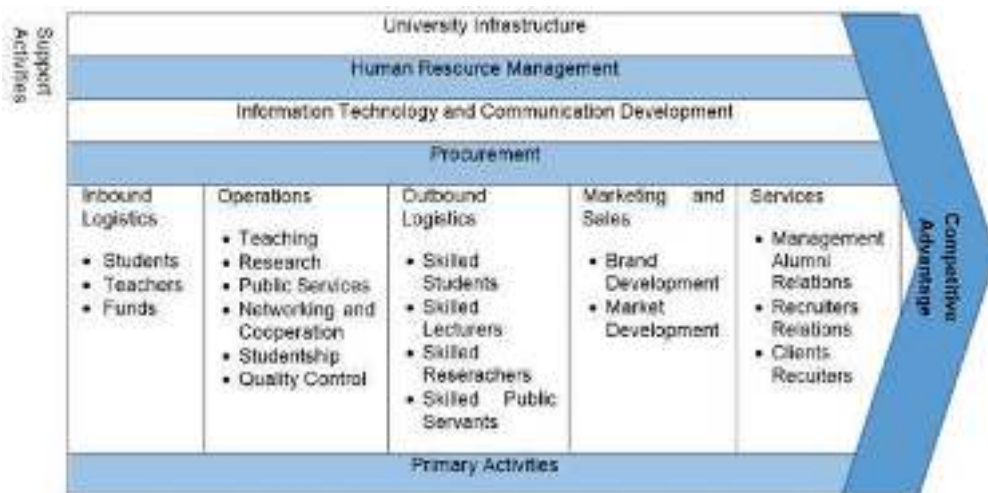 Support
Activities
University Infrastructure
Human Resource Management
Information Technology and Communication Development
Procurement
Inbound
Logistics
• Students
• Teachers
• Funds
Operations
• Teaching
• Research
• Public Services
• Networking and
Cooperation
• Studentship
• Quality Control
Outbound
Logistics
• Skilled
Students
• Skilled
Lecturers
• Skilled
Reserachers
• Skilled Public
Servants
Marketing and
Sales
• Brand
Development
• Market
Development
Services
• Management
Alumni
Relations
• Recruiters
Relations
• Clients
Recuiters
Competitive
Advantage
Primary Activities